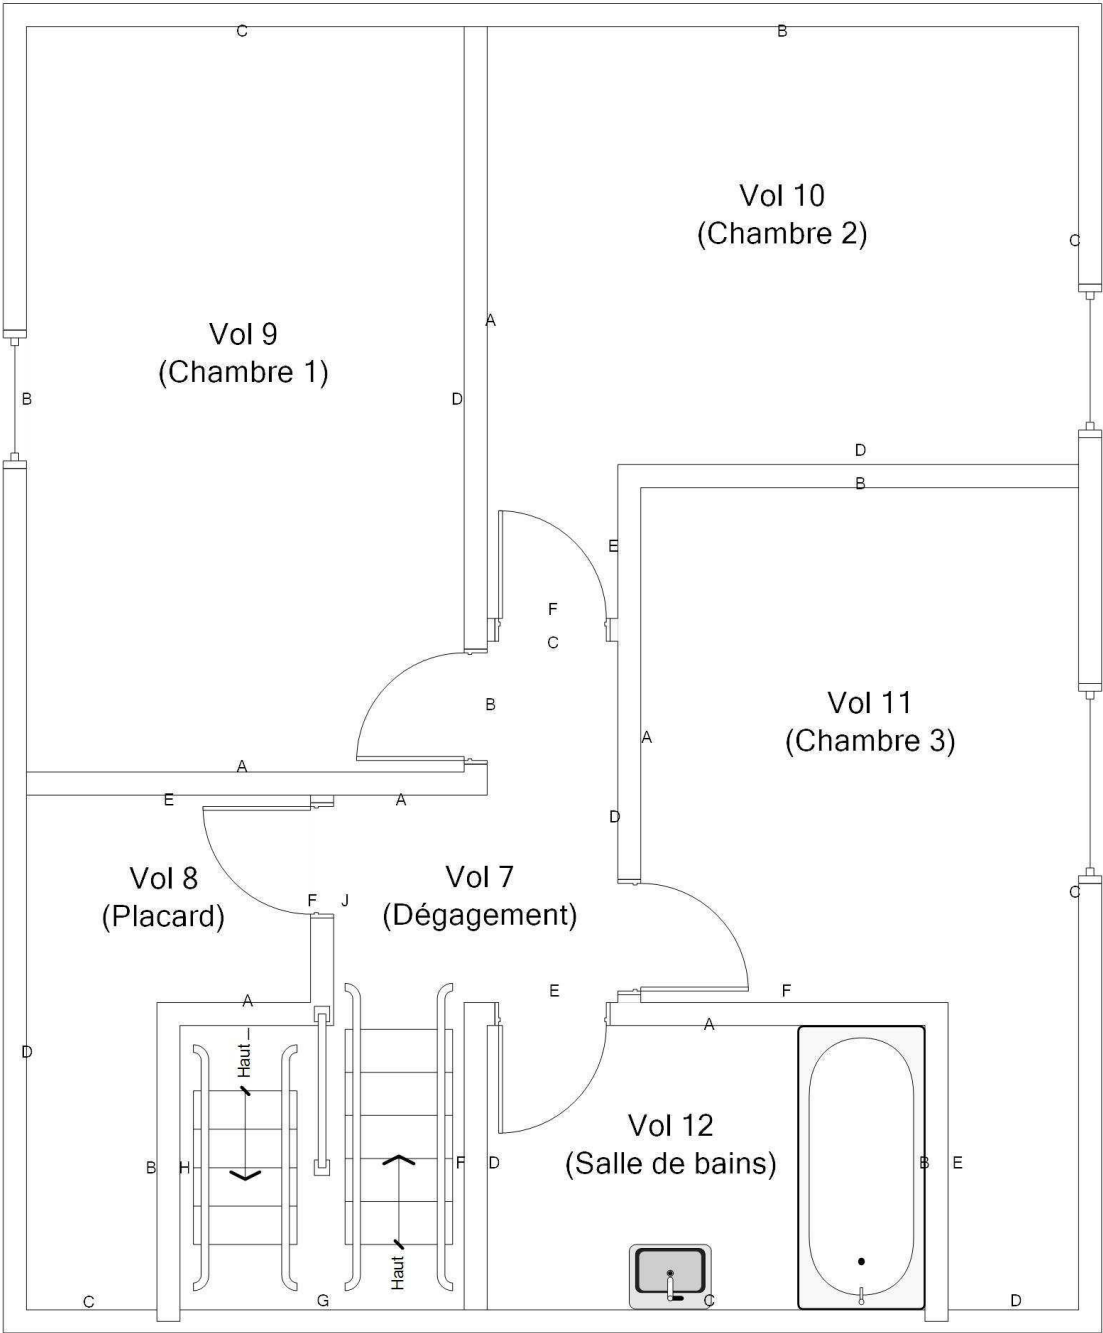 C
B
Vol 10
(Chambre 2)
C
A
Vol 9
(Chambre 1)
B
D
D
B
E
F
C
B
Vol 11
(Chambre 3)
A
A
E
A
D
Vol 8
(Placard)
Vol 7
(Dégagement)
F
J
C
E
F
A
A
Haut
D
Vol 12
(Salle de bains)
B
H
F
D
B
E
Haut
C
G
C
D